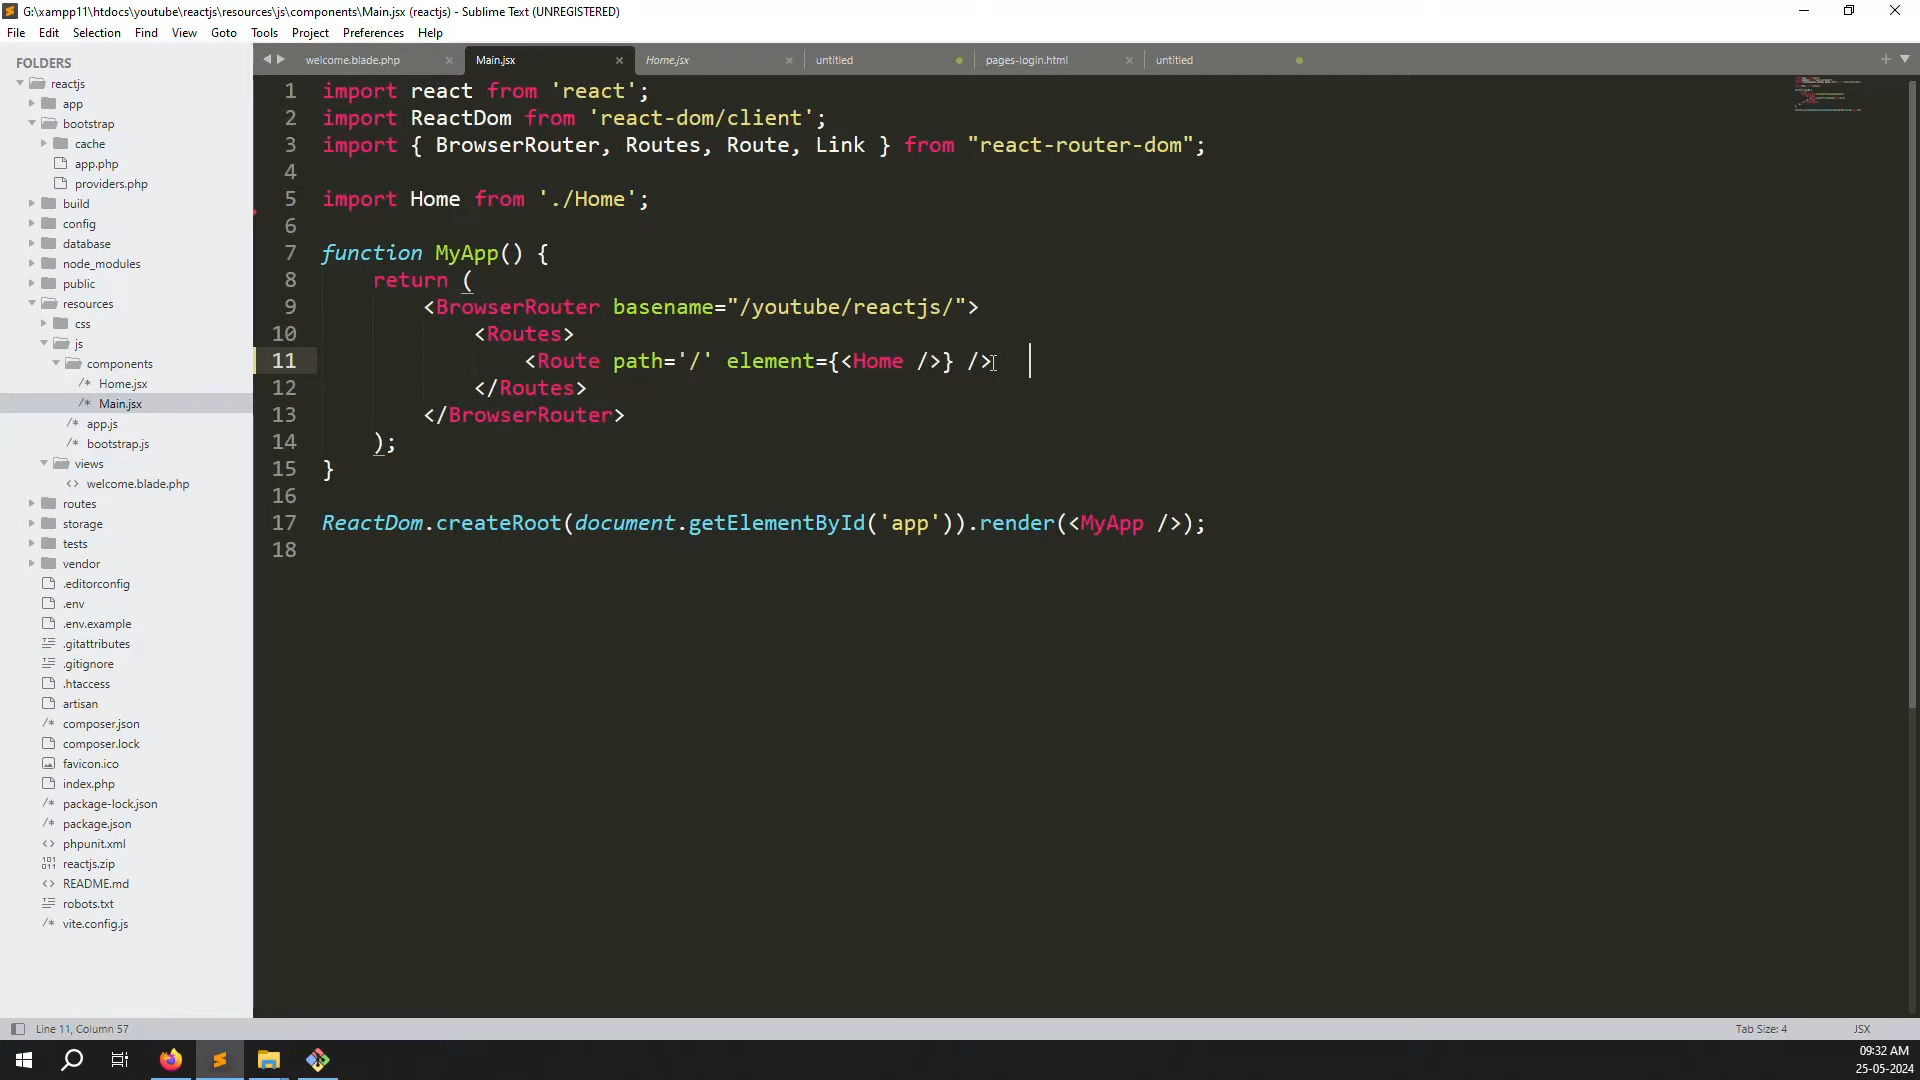 G:\xampp11\htdocs\youtube\reactjs\resources\js\components\Main.jsx (reactjs) - Sublime Text (UNREGISTERED)
File Edit Selection Find View Goto Tools Project Preferences Help
FOLDERS
reactjs
app
bootstrap
cache
app.php
providers.php
build
config
database
node_modules
public
resources
css
js
components
/* Home.jsx
/* Main.jsx
/* app.js
/* bootstrap.js
views
<> welcome.blade.php
routes
storage
tests
vendor
.editorconfig
.env
.env.example
.gitattributes
.gitignore
.htaccess
artisan
/* composer.json
composer.lock
favicon.ico
index.php
/* package-lock.json
/* package.json
<> phpunit.xml
reactjs.zip
<> README.md
robots.txt
/* vite.config.js
welcome.blade.php Main.jsx Home.jsx untitled pages-login.html untitled
1 import react from 'react';
2 import ReactDom from 'react-dom/client';
3 import { BrowserRouter, Routes, Route, Link } from "react-router-dom";
4
5 import Home from './Home';
6
7 function MyApp() {
8 return (
9 <BrowserRouter basename="/youtube/reactjs/">
10 <Routes>
11 <Route path='/' element={<Home />} />
12 </Routes>
13 </BrowserRouter>
14 );
15 }
16
17 ReactDom.createRoot(document.getElementById('app')).render(<MyApp />);
18
Line 11, Column 57 Tab Size: 4 JSX
09:32 AM
25-05-2024